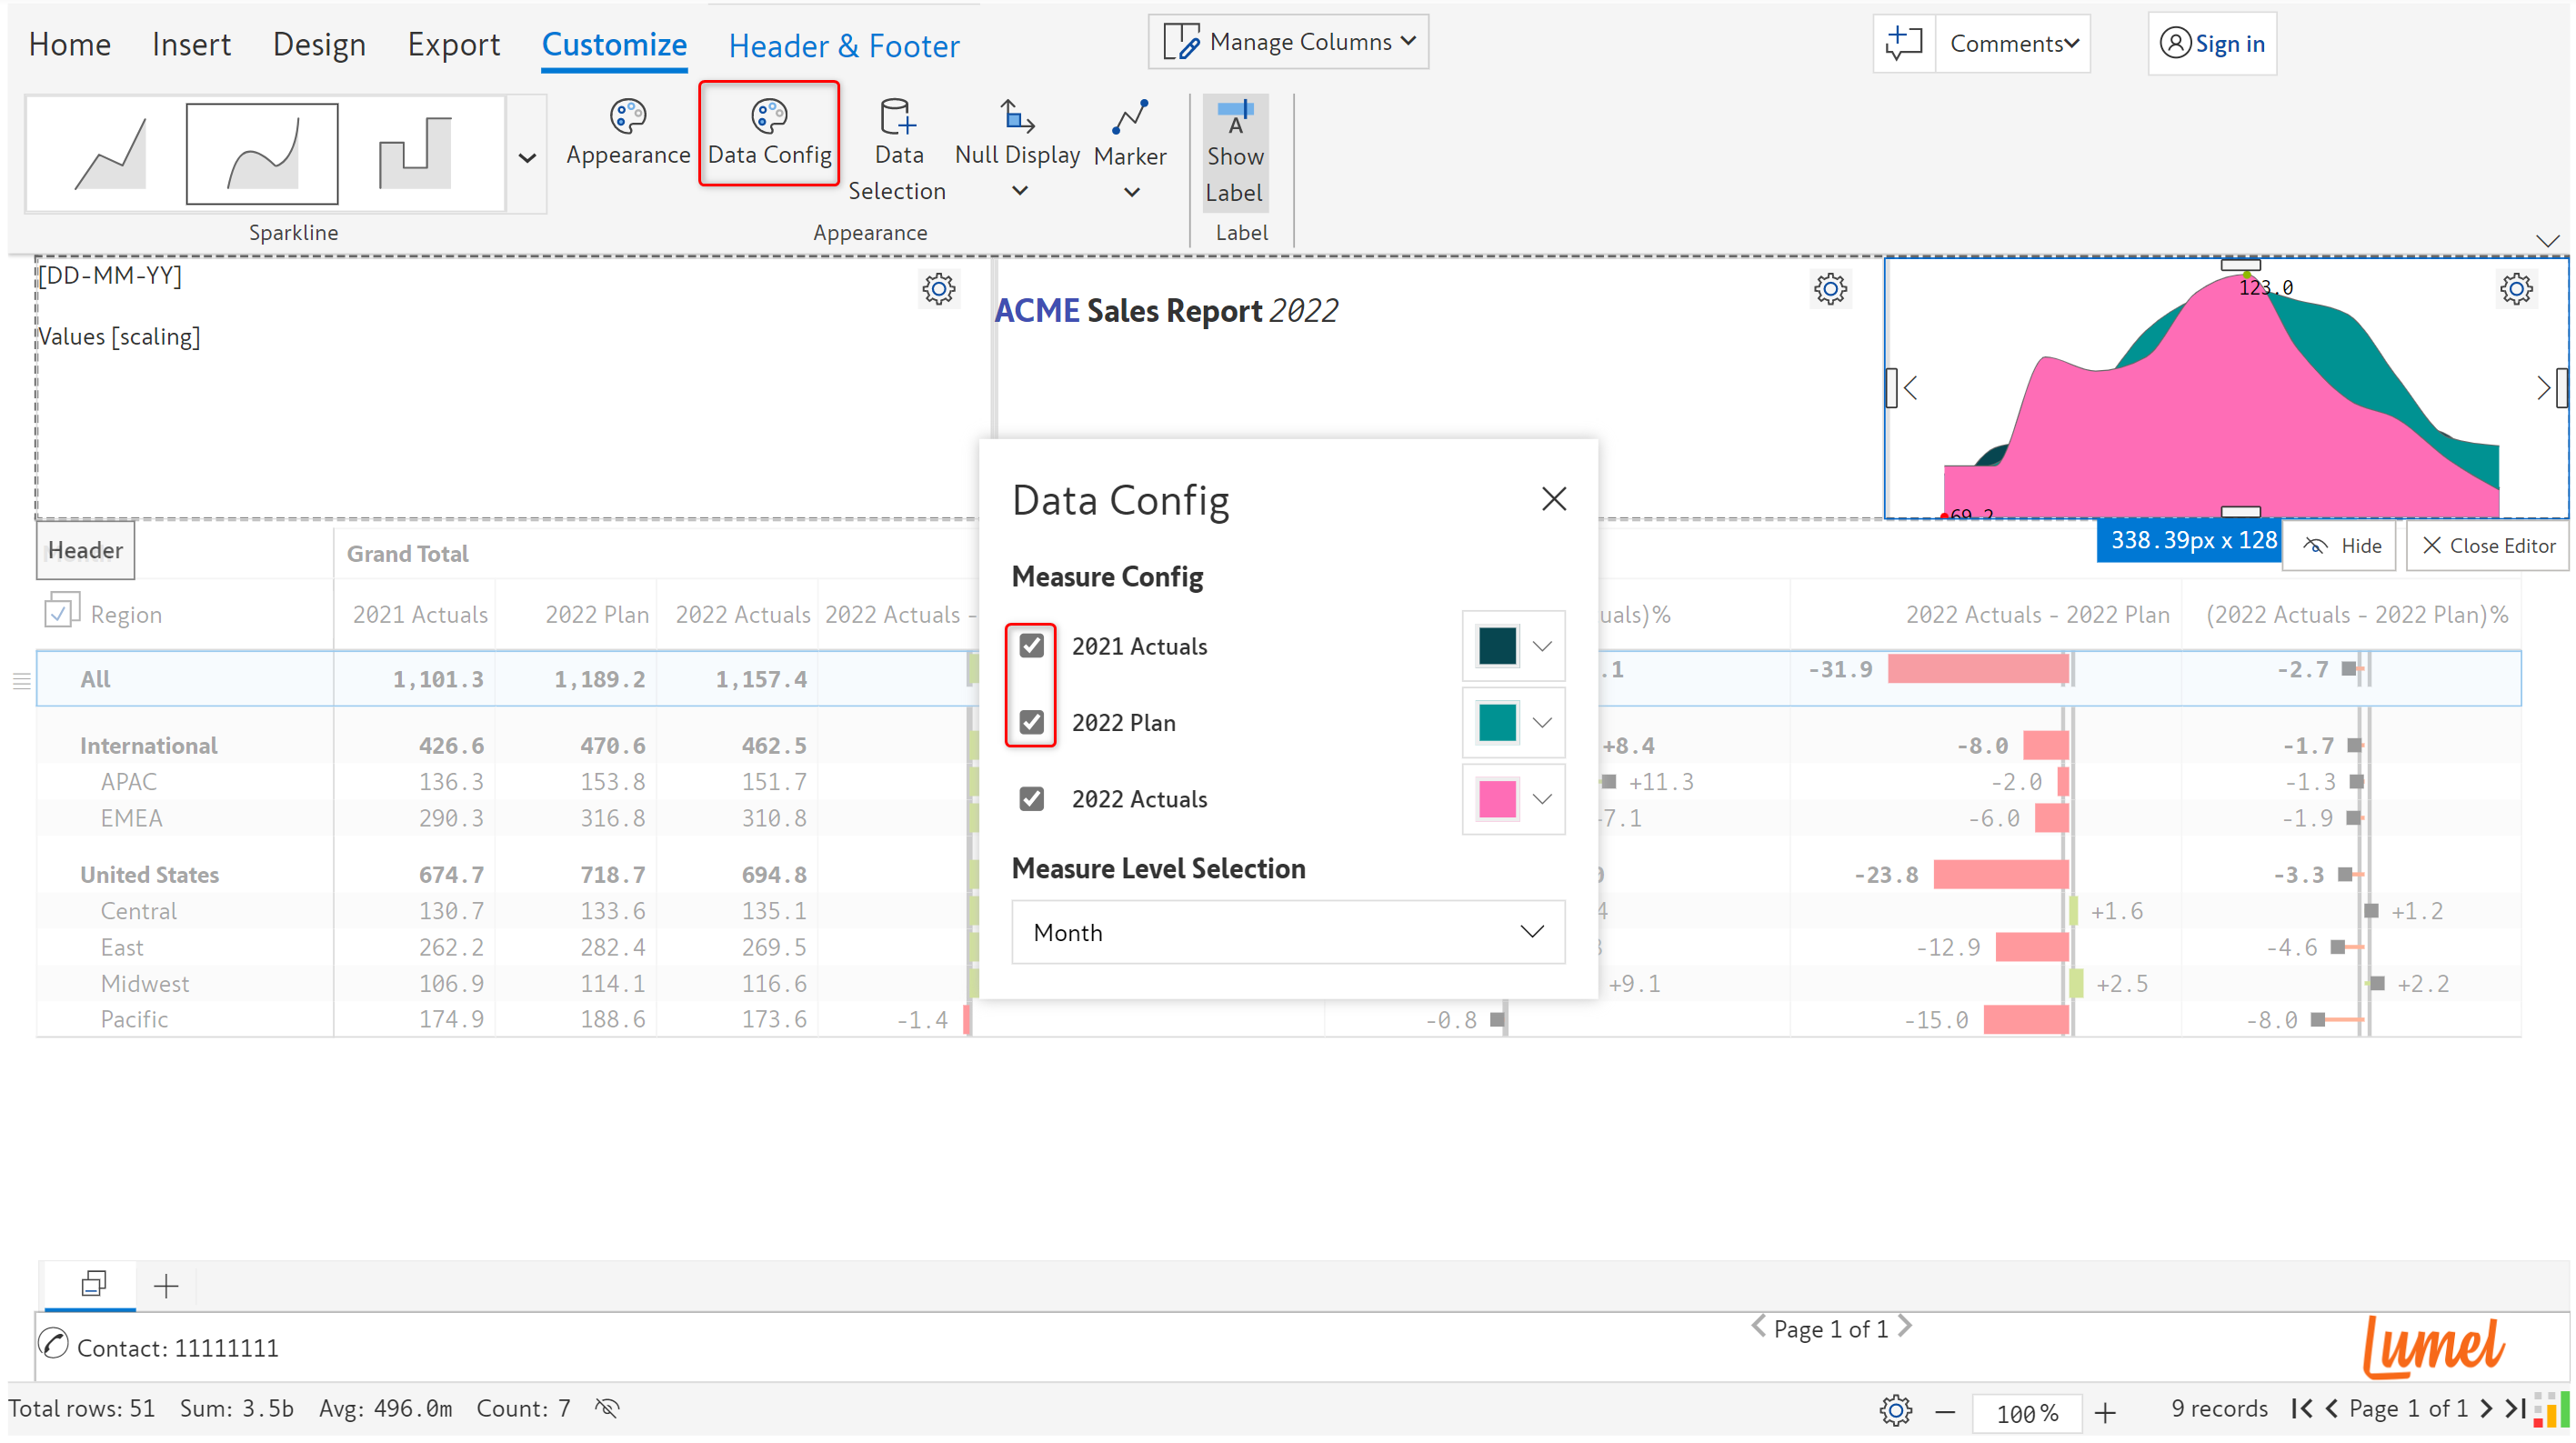 Home Insert Design Export Customize Header & Footer Manage Columns Comments Sign in
Appearance Data Config Data Selection Null Display Marker Show Label
Sparkline Appearance Label
[DD-MM-YY]
Values [scaling]
ACME Sales Report 2022
123.0
69.2
Header
338.39px x 128
Hide
Close Editor
Grand Total
Region 2021 Actuals 2022 Plan 2022 Actuals 2022 Actuals - uals)% 2022 Actuals - 2022 Plan (2022 Actuals - 2022 Plan)%
All 1,101.3 1,189.2 1,157.4 .1 -31.9 -2.7
International 426.6 470.6 462.5 +8.4 -8.0 -1.7
APAC 136.3 153.8 151.7 +11.3 -2.0 -1.3
EMEA 290.3 316.8 310.8 7.1 -6.0 -1.9
United States 674.7 718.7 694.8 -23.8 -3.3
Central 130.7 133.6 135.1 4 +1.6 +1.2
East 262.2 282.4 269.5 -12.9 -4.6
Midwest 106.9 114.1 116.6 +9.1 +2.5 +2.2
Pacific 174.9 188.6 173.6 -1.4 -0.8 -15.0 -8.0
Data Config
Measure Config
2021 Actuals
2022 Plan
2022 Actuals
Measure Level Selection
Month
Contact: 11111111
Page 1 of 1
Lumel
Total rows: 51 Sum: 3.5b Avg: 496.0m Count: 7 100% 9 records Page 1 of 1